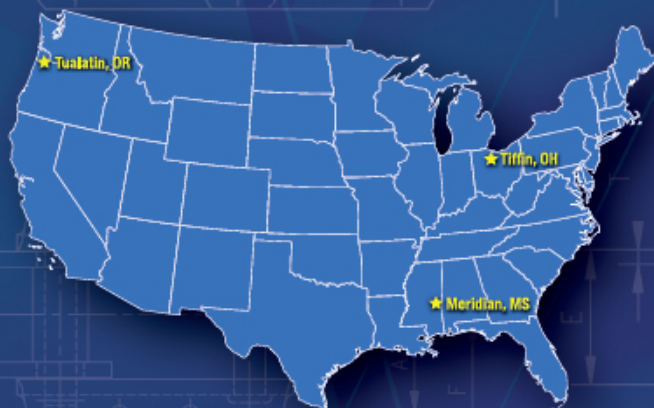 Tualatin, OR
Tiffin, OH
Meridian, MS
E
A
F